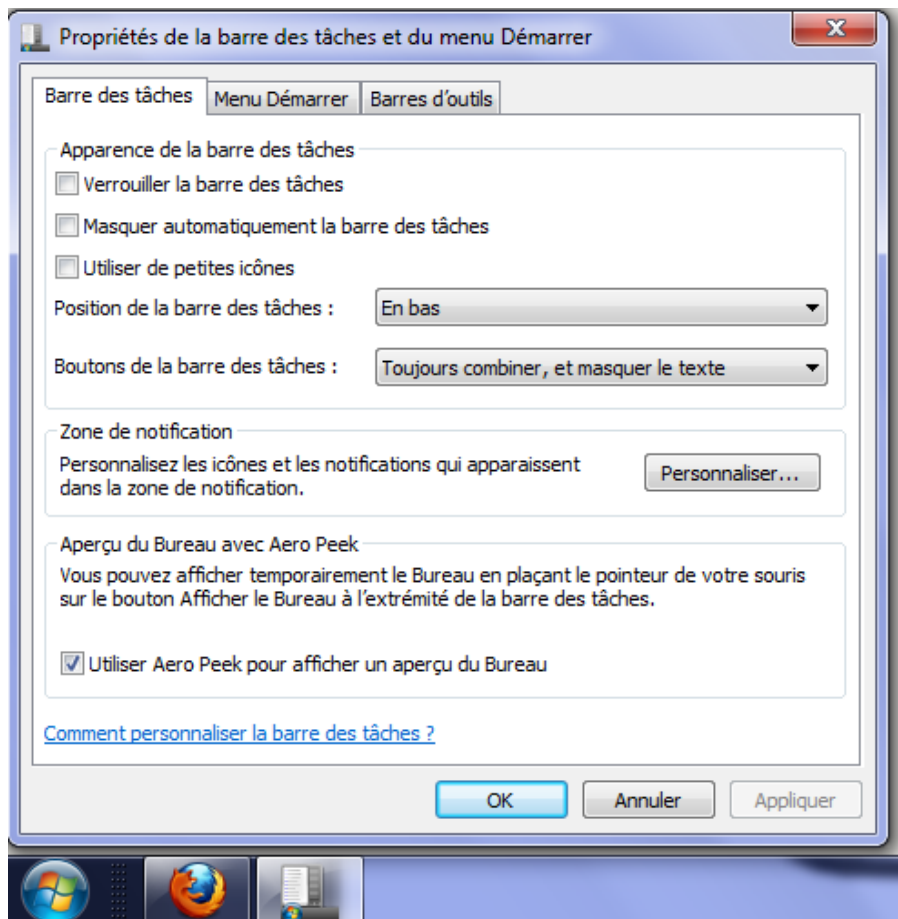 Propriétés de la barre des tâches et du menu Démarrer
Barre des tâches
Menu Démarrer
Barres d'outils
Apparence de la barre des tâches
Verrouiller la barre des tâches
Masquer automatiquement la barre des tâches
Utiliser de petites icônes
Position de la barre des tâches :
En bas
Boutons de la barre des tâches :
Toujours combiner, et masquer le texte
Zone de notification
Personnalisez les icônes et les notifications qui apparaissent
dans la zone de notification.
Personnaliser...
Aperçu du Bureau avec Aero Peek
Vous pouvez afficher temporairement le Bureau en plaçant le pointeur de votre souris
sur le bouton Afficher le Bureau à l'extrémité de la barre des tâches.
Utiliser Aero Peek pour afficher un aperçu du Bureau
Comment personnaliser la barre des tâches ?
OK
Annuler
Appliquer